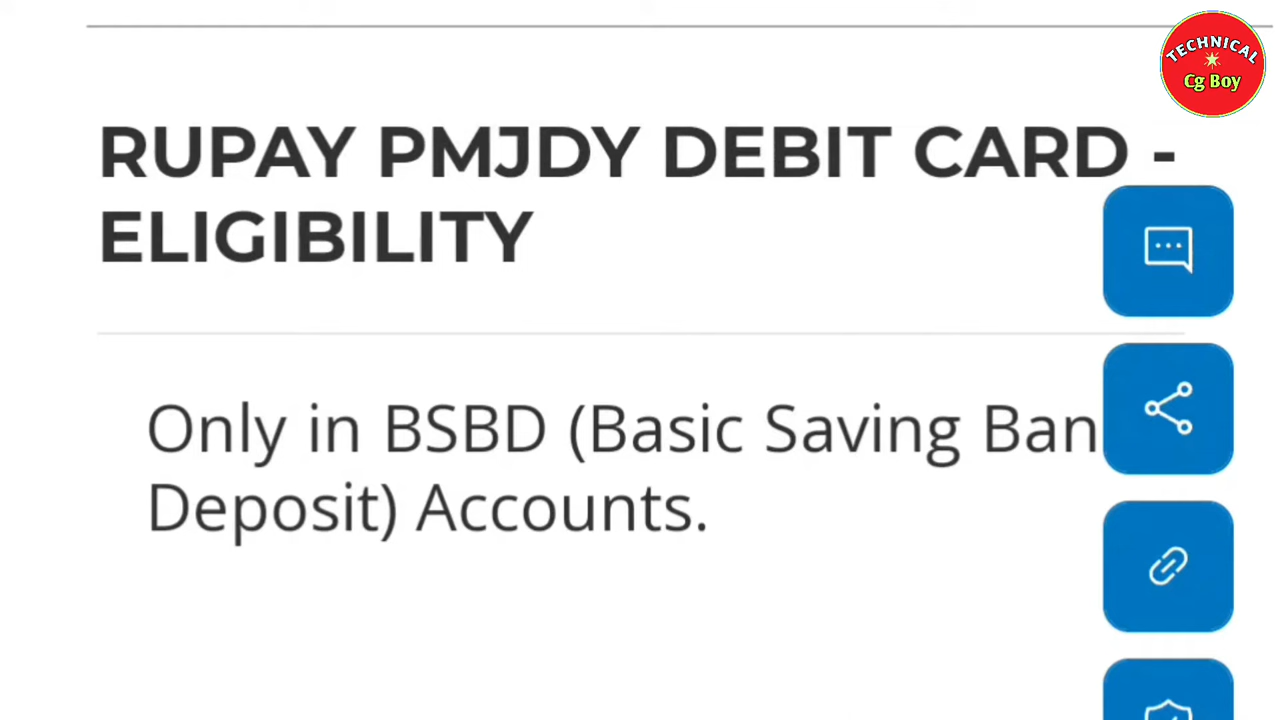 TECHNICAL
Cg Boy
RUPAY PMJDY DEBIT CARD -
ELIGIBILITY
Only in BSBD (Basic Saving Ban
Deposit) Accounts.